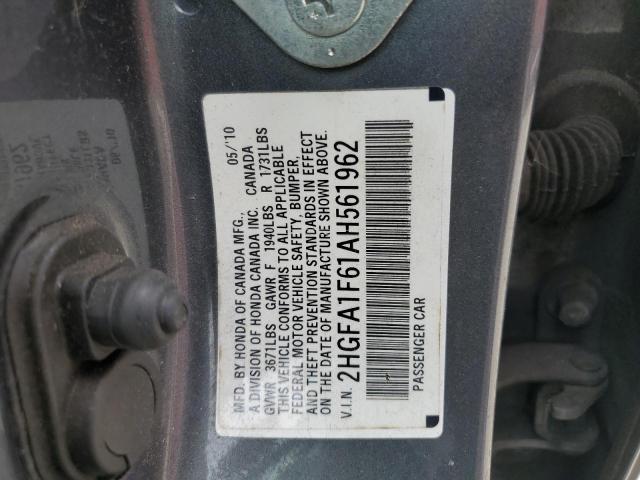 MFD. BY HONDA OF CANADA MFG.,
A DIVISION OF HONDA CANADA INC. CANADA 05/'10
GVWR 3671LBS GAWR F 1940LBS R 1731LBS
THIS VEHICLE CONFORMS TO ALL APPLICABLE
FEDERAL MOTOR VEHICLE SAFETY, BUMPER,
AND THEFT PREVENTION STANDARDS IN EFFECT
ON THE DATE OF MANUFACTURE SHOWN ABOVE.
V.I.N. 2HGFA1F61AH561962
PASSENGER CAR